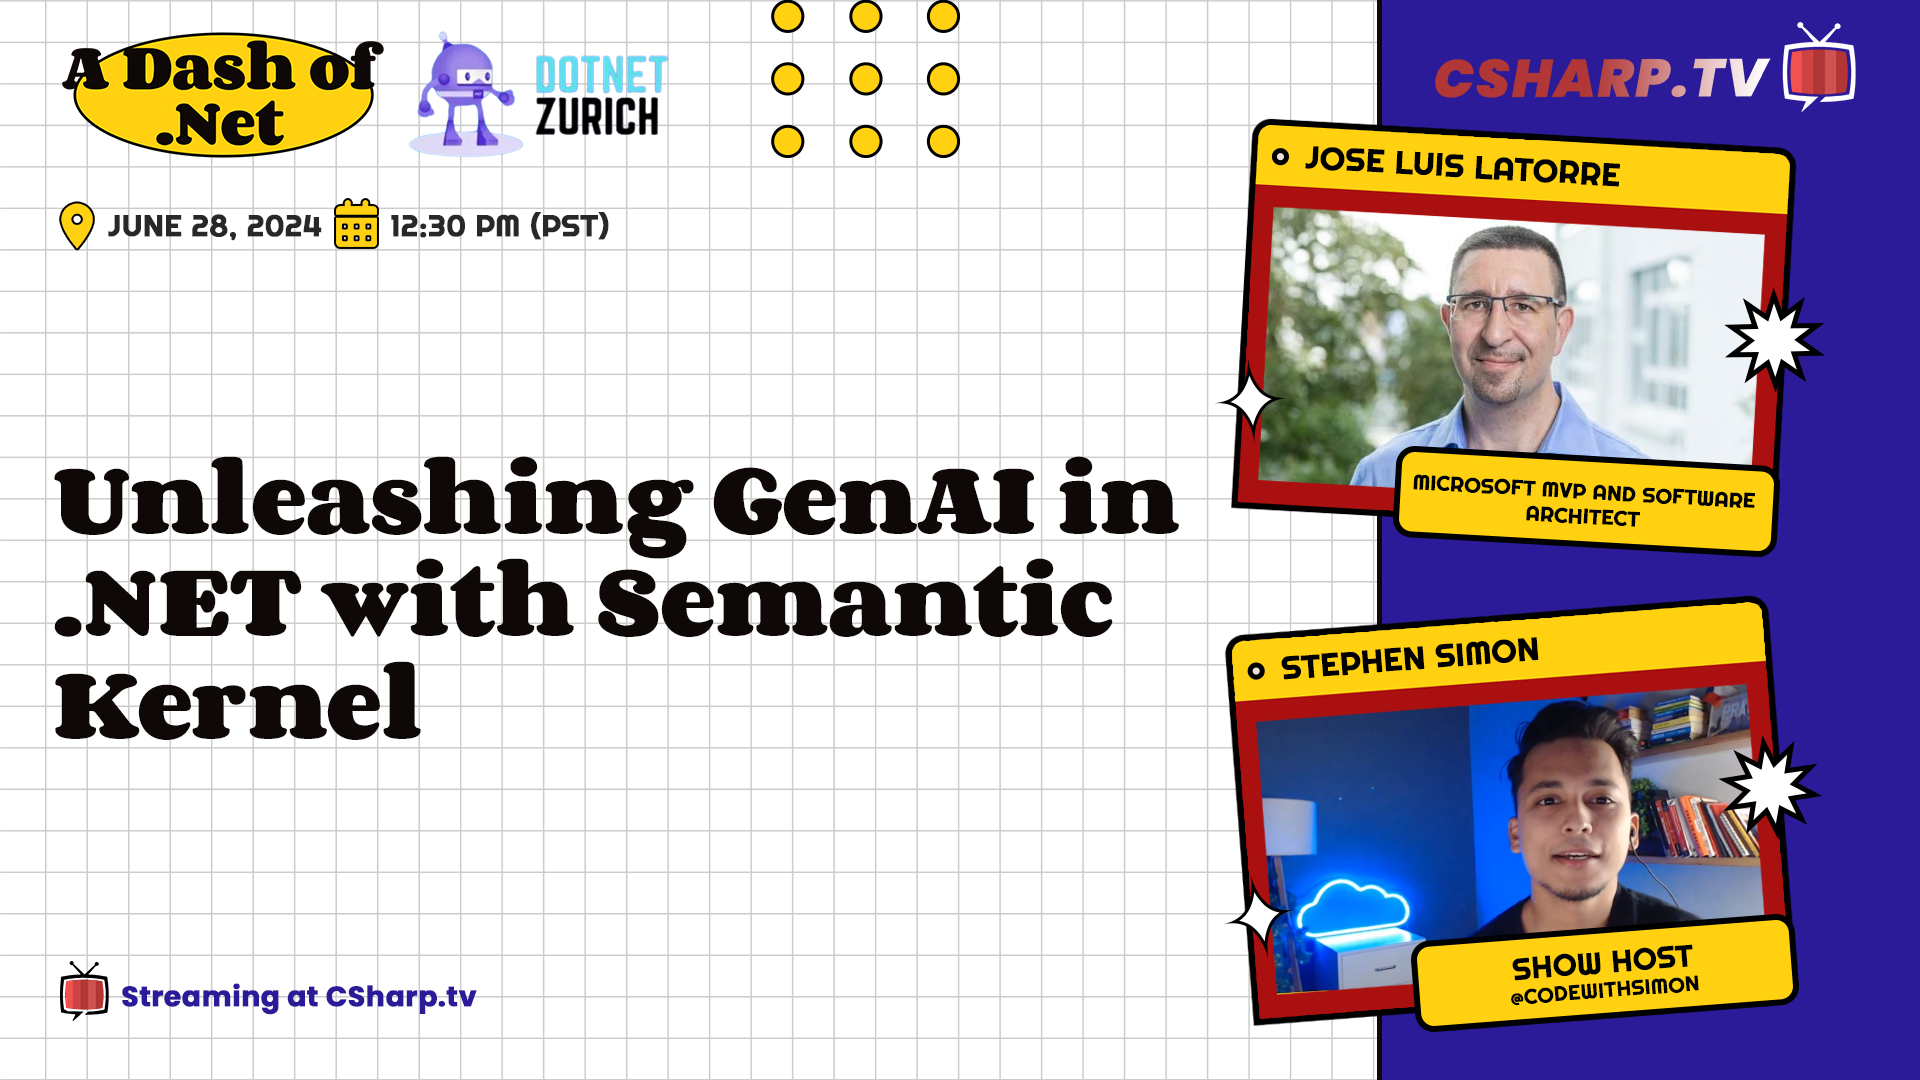 A Dash of
.Net
DOTNET
ZURICH
JUNE 28, 2024
12:30 PM (PST)
CSHARP.TV
JOSE LUIS LATORRE
MICROSOFT MVP AND SOFTWARE
ARCHITECT
Unleashing GenAI in
.NET with Semantic
Kernel
STEPHEN SIMON
PRA
SHOW HOST
@CODEWITHSIMON
Streaming at CSharp.tv